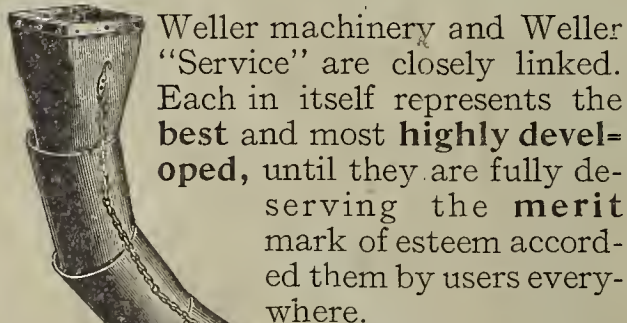 Weller machinery and Weller
“Service” are closely linked.
Each in itself represents the
best and most highly devel=
oped, until they are fully de-
serving the merit
mark of esteem accord-
ed them by users every-
where.